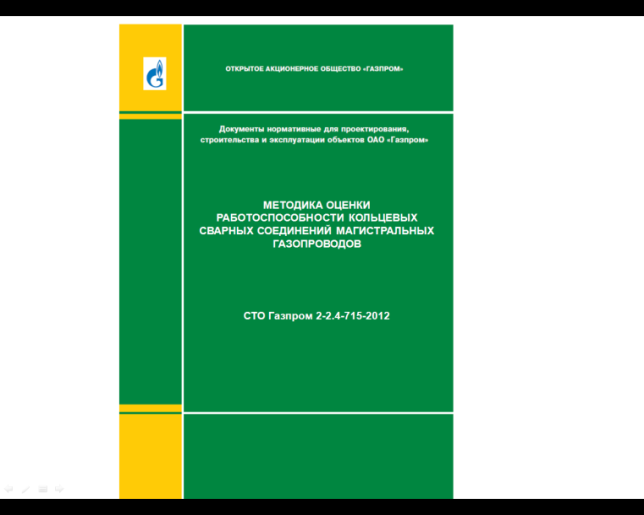 ОТКРЫТОЕ АКЦИОНЕРНОЕ ОБЩЕСТВО «ГАЗПРОМ»
Документы нормативные для проектирования,
строительства и эксплуатации объектов ОАО «Газпром»
МЕТОДИКА ОЦЕНКИ
РАБОТОСПОСОБНОСТИ КОЛЬЦЕВЫХ
СВАРНЫХ СОЕДИНЕНИЙ МАГИСТРАЛЬНЫХ
ГАЗОПРОВОДОВ
СТО Газпром 2-2.4-715-2012